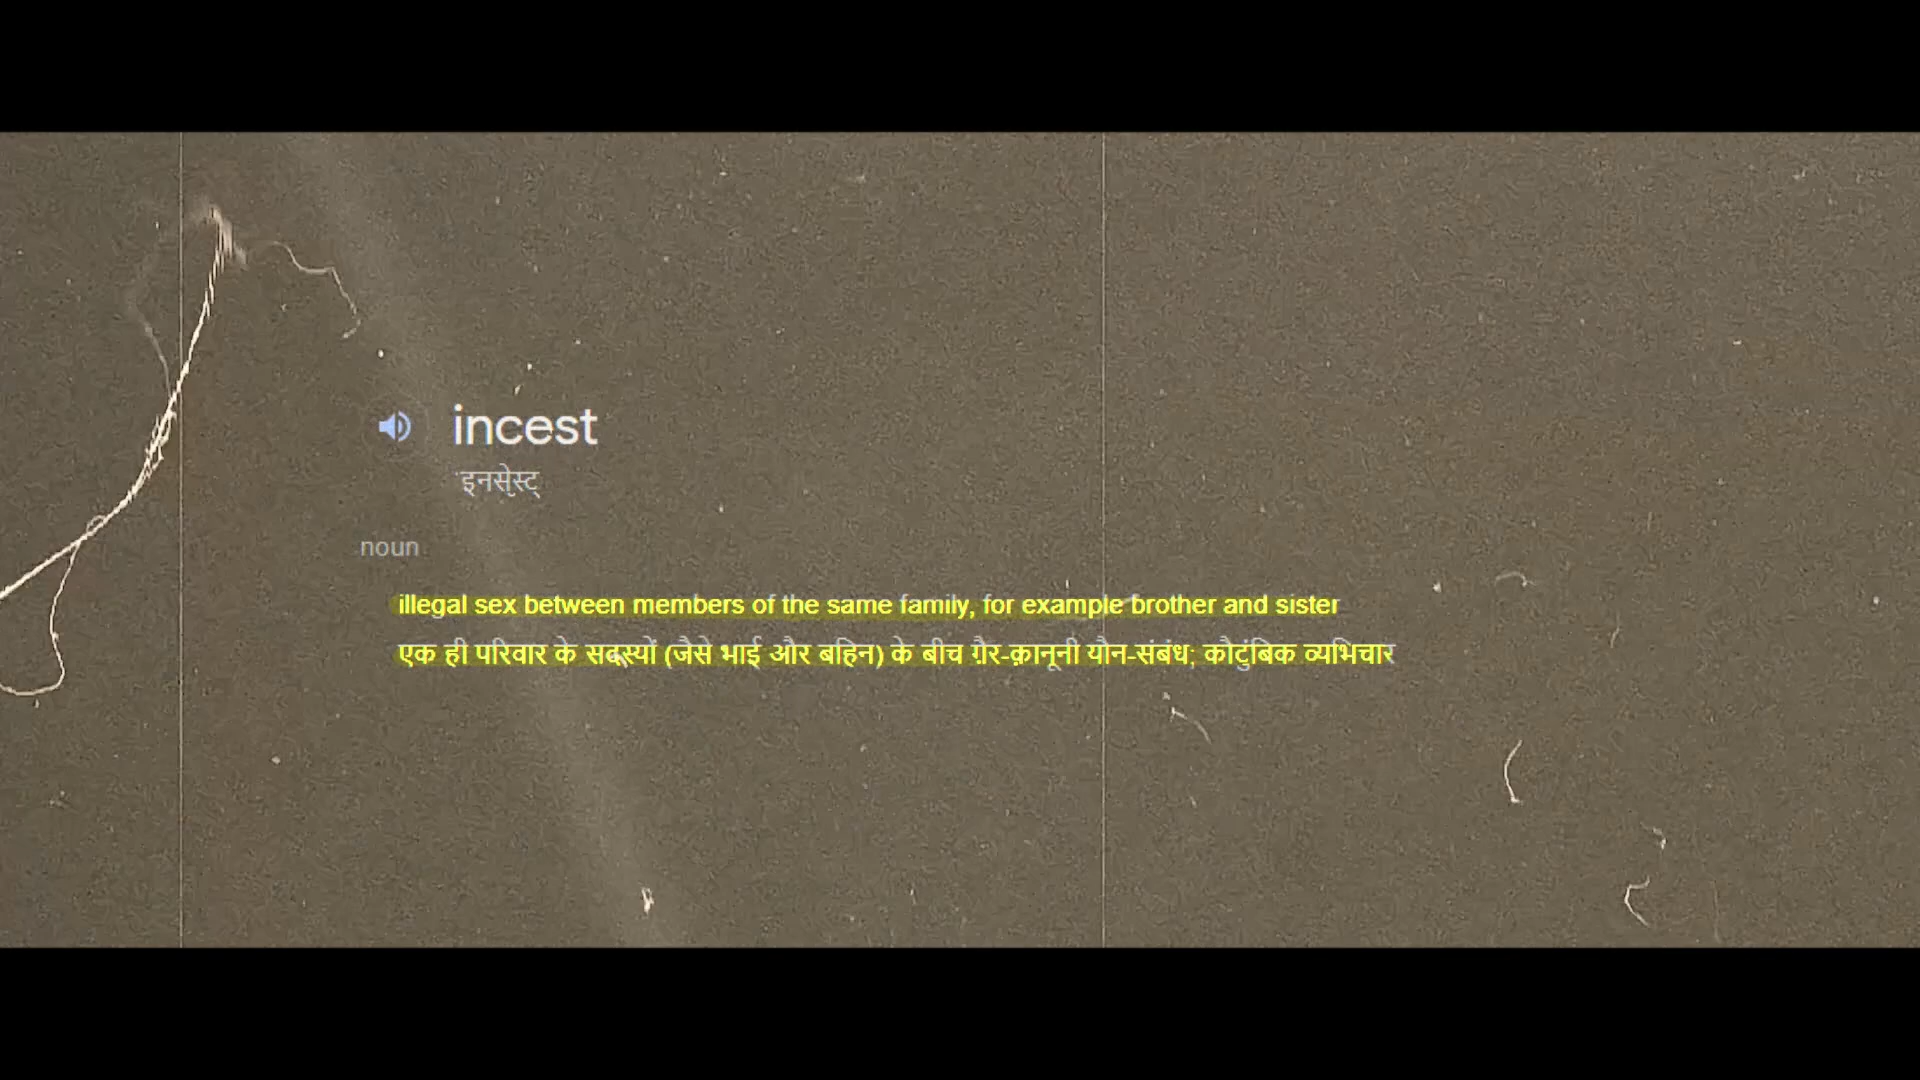 incest
इनसे़स्ट्
noun
illegal sex between members of the same family, for example brother and sister
एक ही परिवार के सदस्यों (जैसे भाई और बहिन) के बीच ग़ैर-क़ानूनी यौन-संबंध; कौटुंबिक व्यभिचार